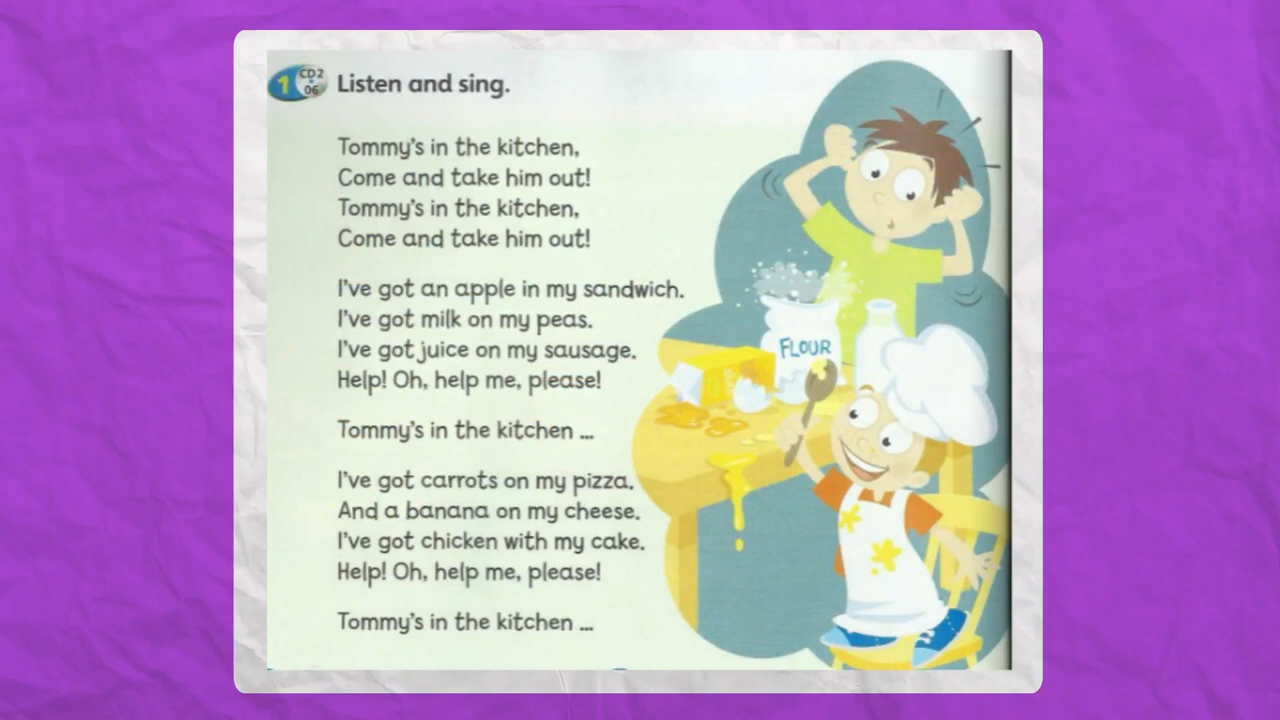 1 CD2 06 Listen and sing.
Tommy's in the kitchen,
Come and take him out!
Tommy's in the kitchen,
Come and take him out!
I've got an apple in my sandwich.
I've got milk on my peas.
I've got juice on my sausage.
Help! Oh, help me, please!
Tommy's in the kitchen ...
I've got carrots on my pizza.
And a banana on my cheese.
I've got chicken with my cake.
Help! Oh, help me, please!
Tommy's in the kitchen ...
FLOUR